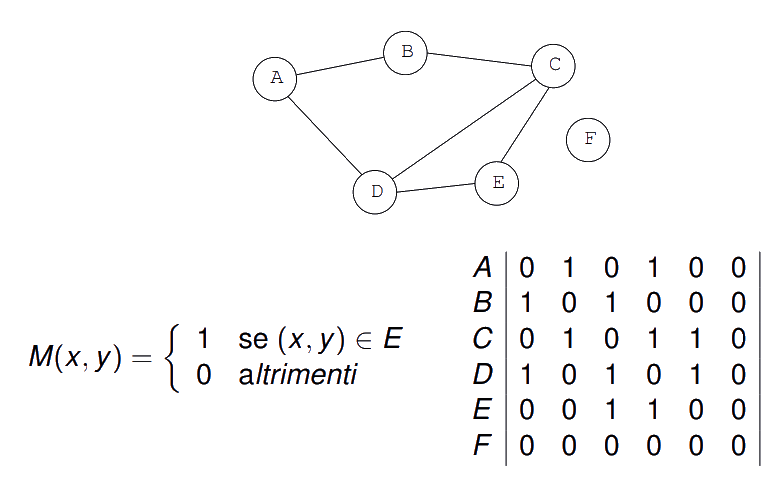 B
C
A
F
E
D
M(x, y) = { 1 se (x, y) ∈ E
0 altrimenti
A 0 1 0 1 0 0
B 1 0 1 0 0 0
C 0 1 0 1 1 0
D 1 0 1 0 1 0
E 0 0 1 1 0 0
F 0 0 0 0 0 0